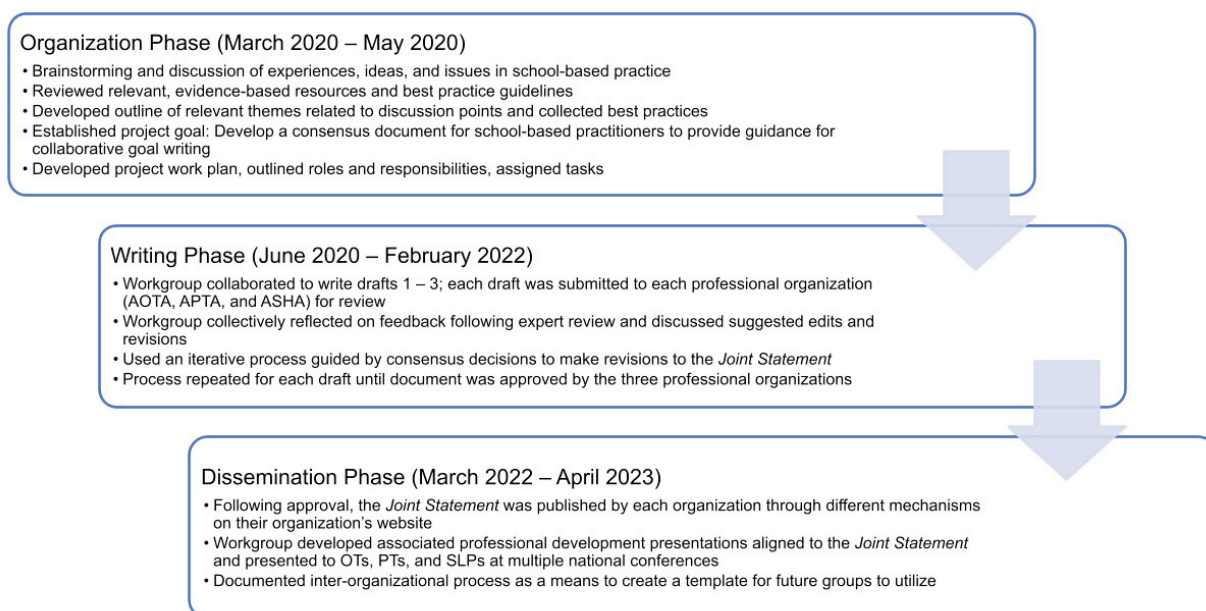 Organization Phase (March 2020 – May 2020)
• Brainstorming and discussion of experiences, ideas, and issues in school-based practice
• Reviewed relevant, evidence-based resources and best practice guidelines
• Developed outline of relevant themes related to discussion points and collected best practices
• Established project goal: Develop a consensus document for school-based practitioners to provide guidance for
collaborative goal writing
• Developed project work plan, outlined roles and responsibilities, assigned tasks
Writing Phase (June 2020 – February 2022)
• Workgroup collaborated to write drafts 1 – 3; each draft was submitted to each professional organization
(AOTA, APTA, and ASHA) for review
• Workgroup collectively reflected on feedback following expert review and discussed suggested edits and
revisions
• Used an iterative process guided by consensus decisions to make revisions to the Joint Statement
• Process repeated for each draft until document was approved by the three professional organizations
Dissemination Phase (March 2022 – April 2023)
• Following approval, the Joint Statement was published by each organization through different mechanisms
on their organization's website
• Workgroup developed associated professional development presentations aligned to the Joint Statement
and presented to OTs, PTs, and SLPs at multiple national conferences
• Documented inter-organizational process as a means to create a template for future groups to utilize